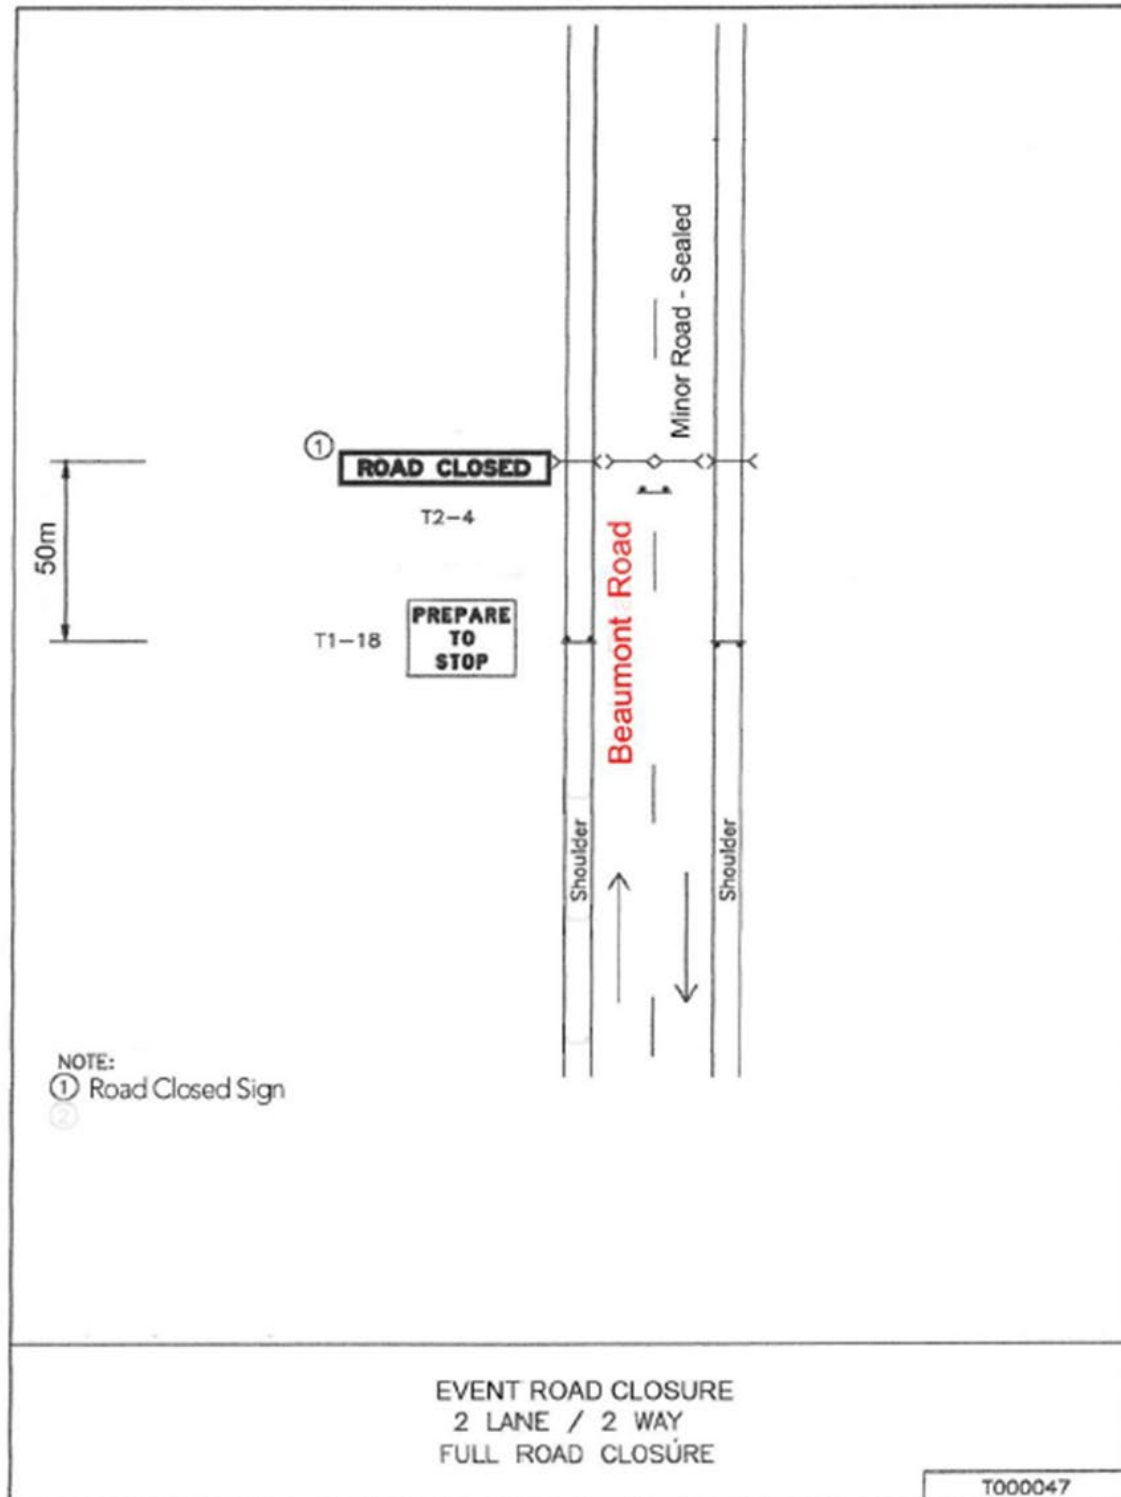 Minor Road - Sealed
①
ROAD CLOSED
T2-4
50m
Beaumont Road
T1-18
PREPARE
TO
STOP
Shoulder
Shoulder
NOTE:
① Road Closed Sign
②
EVENT ROAD CLOSURE
2 LANE / 2 WAY
FULL ROAD CLOSURE
T000047